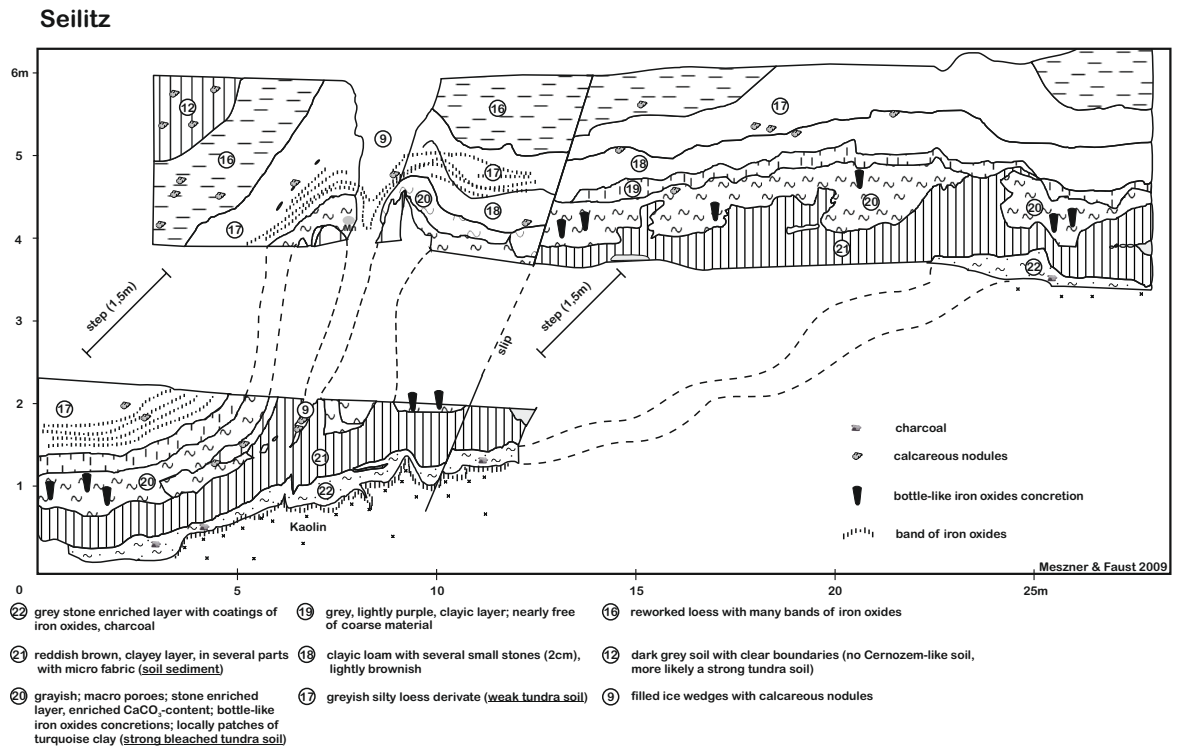 Seilitz
6m
12
16
9
16
17
5
16
17
18
20
18
19
17
20
20
17
Mn
4
21
22
step (1,5m)
step (1,5m)
3
slip
2
17
9
charcoal
21
calcareous nodules
20
22
1
bottle-like iron oxides concretion
Kaolin
band of iron oxides
Meszner & Faust 2009
0
5
10
15
20
25m
22 grey stone enriched layer with coatings of
iron oxides, charcoal
21 reddish brown, clayey layer, in several parts
with micro fabric (soil sediment)
20 grayish; macro poroes; stone enriched
layer, enriched CaCO₃-content; bottle-like
iron oxides concretions; locally patches of
turquoise clay (strong bleached tundra soil)
19 grey, lightly purple, clayic layer; nearly free
of coarse material
18 clayic loam with several small stones (2cm),
lightly brownish
17 greyish silty loess derivate (weak tundra soil)
16 reworked loess with many bands of iron oxides
12 dark grey soil with clear boundaries (no Cernozem-like soil,
more likely a strong tundra soil)
9 filled ice wedges with calcareous nodules